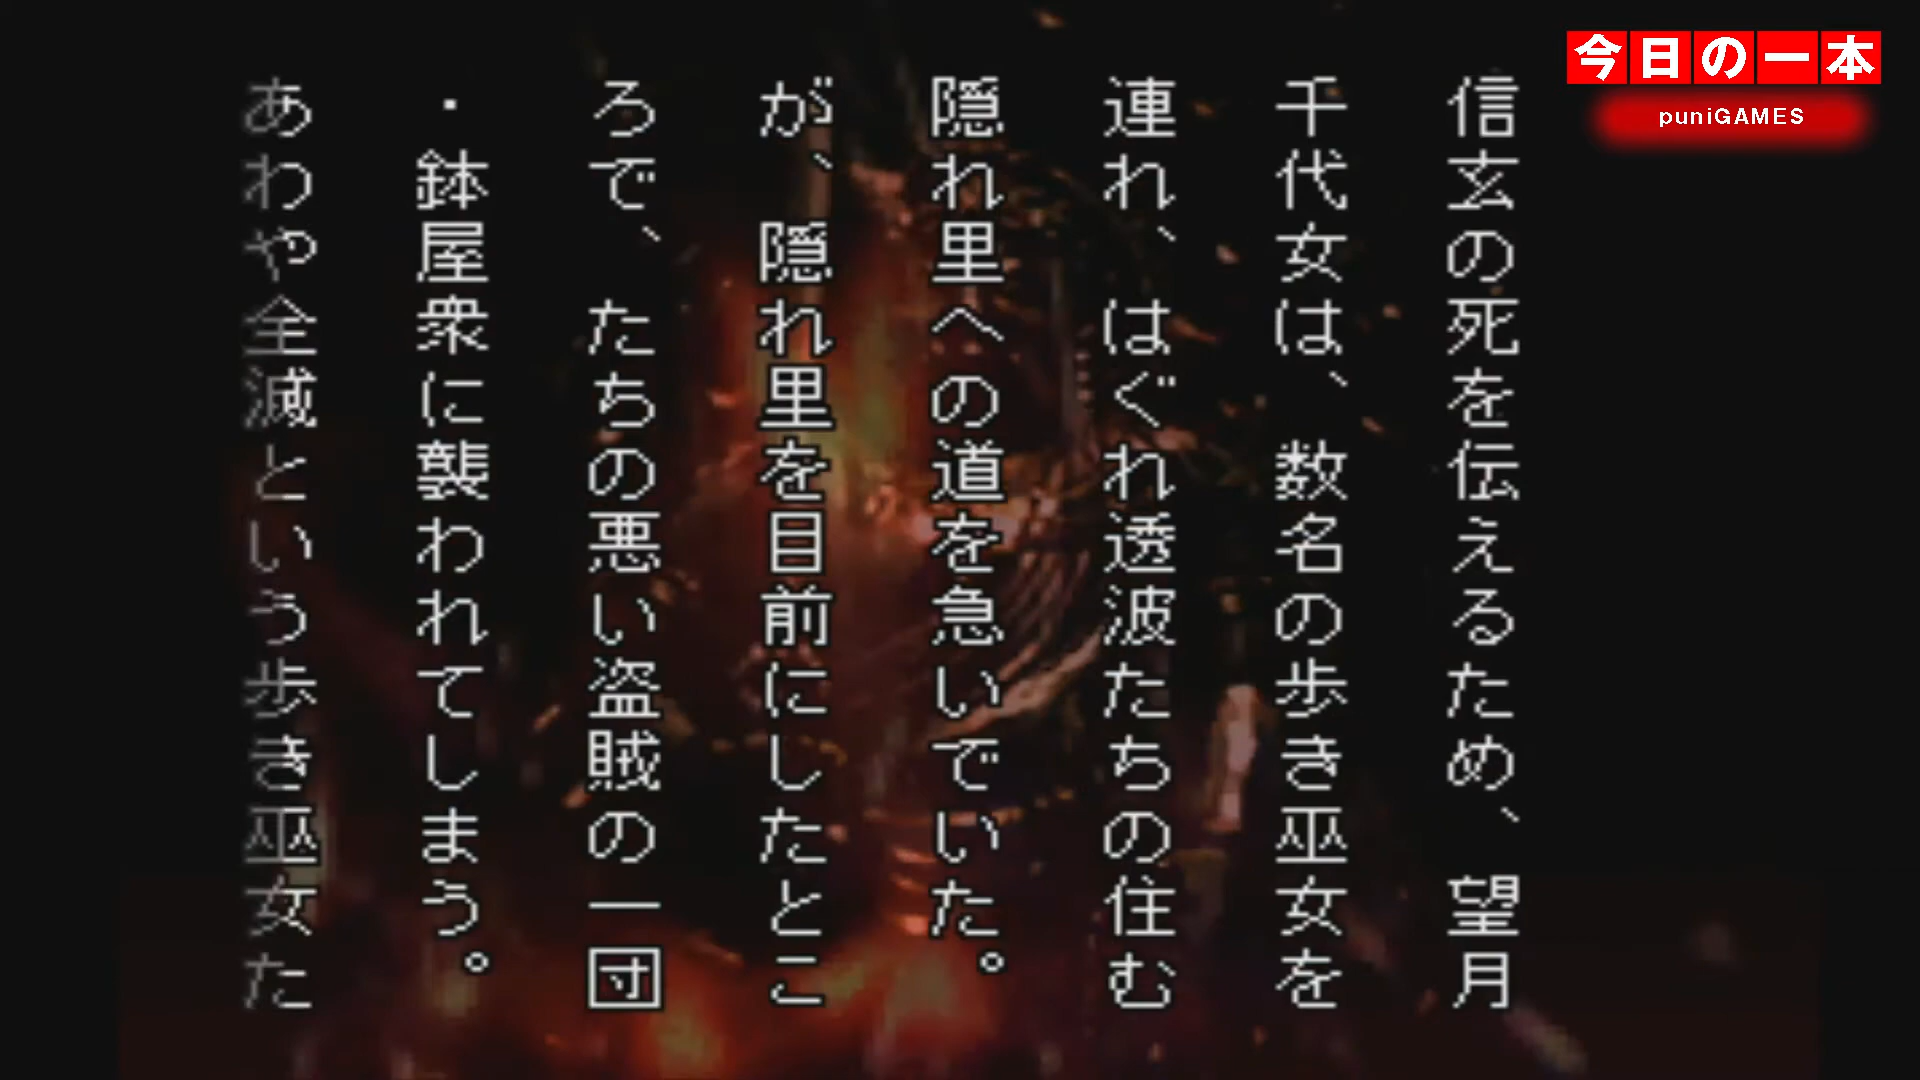 今日の一本
puniGAMES
信玄の死を伝えるため、望月
千代女は、数名の歩き巫女を
連れ、はぐれ透波たちの住む
隠れ里への道を急いでいた。
が、隠れ里を目前にしたとこ
ろで、たちの悪い盗賊の一団
・鉢屋衆に襲われてしまう。
あわや全滅という歩き巫女た